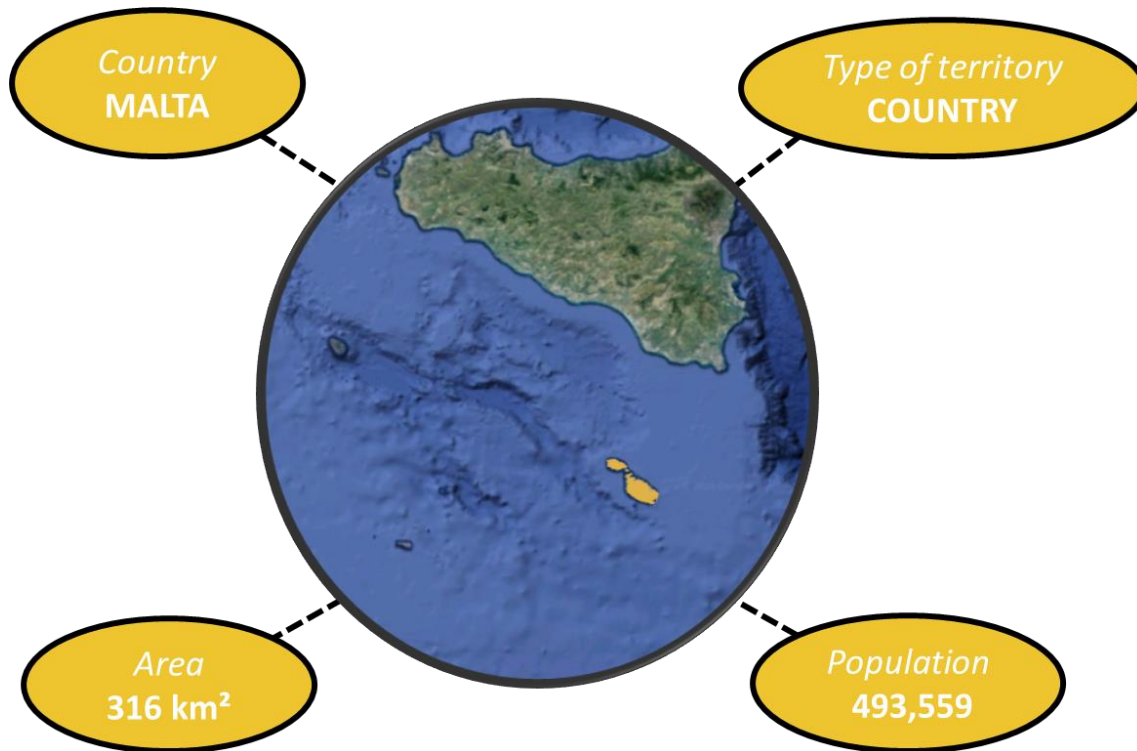 Country
MALTA
Type of territory
COUNTRY
Area
316 km²
Population
493,559